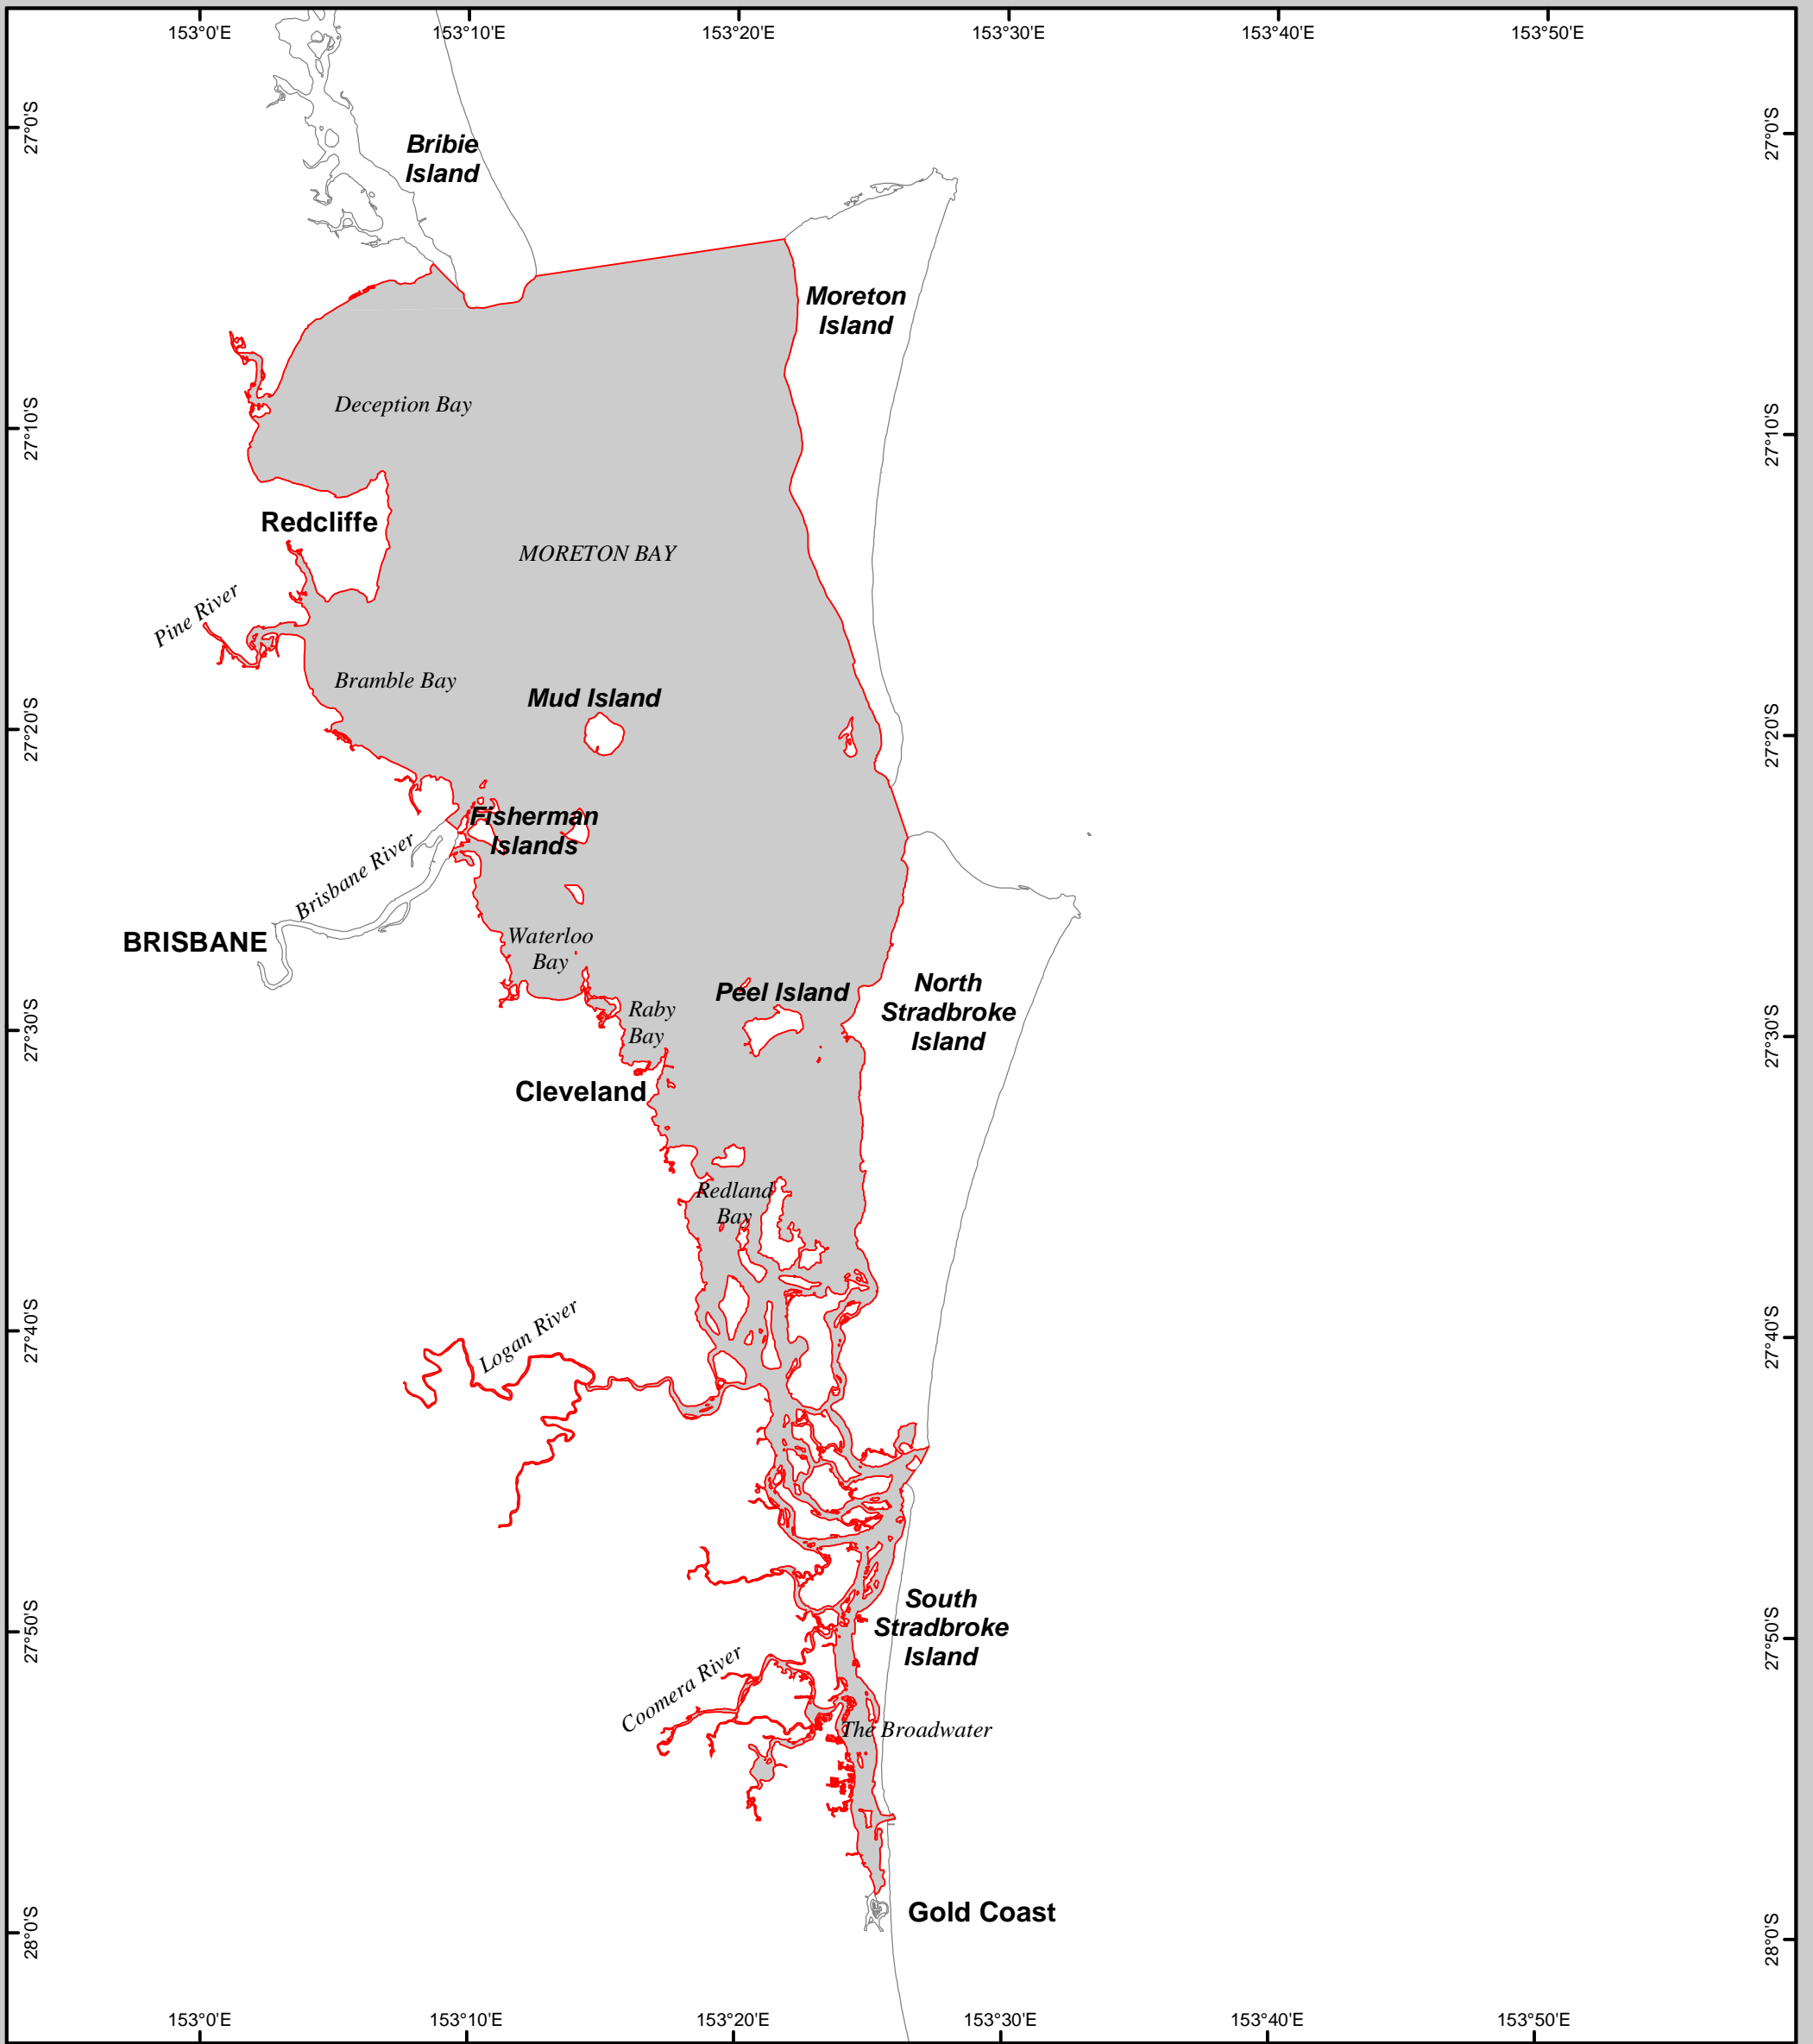 153°0'E
153°10'E
153°20'E
153°30'E
153°40'E
153°50'E
27°0'S
27°0'S
Bribie
Island
Moreton
Island
Deception Bay
27°10'S
27°10'S
Redcliffe
MORETON BAY
Pine River
Bramble Bay
Mud Island
27°20'S
27°20'S
Fisherman
Islands
Brisbane River
BRISBANE
Waterloo
Bay
Peel Island
North
Stradbroke
Island
Raby
Bay
27°30'S
27°30'S
Cleveland
Redland
Bay
Logan River
27°40'S
27°40'S
South
Stradbroke
Island
27°50'S
27°50'S
Coomera River
The Broadwater
Gold Coast
28°0'S
28°0'S
153°0'E
153°10'E
153°20'E
153°30'E
153°40'E
153°50'E